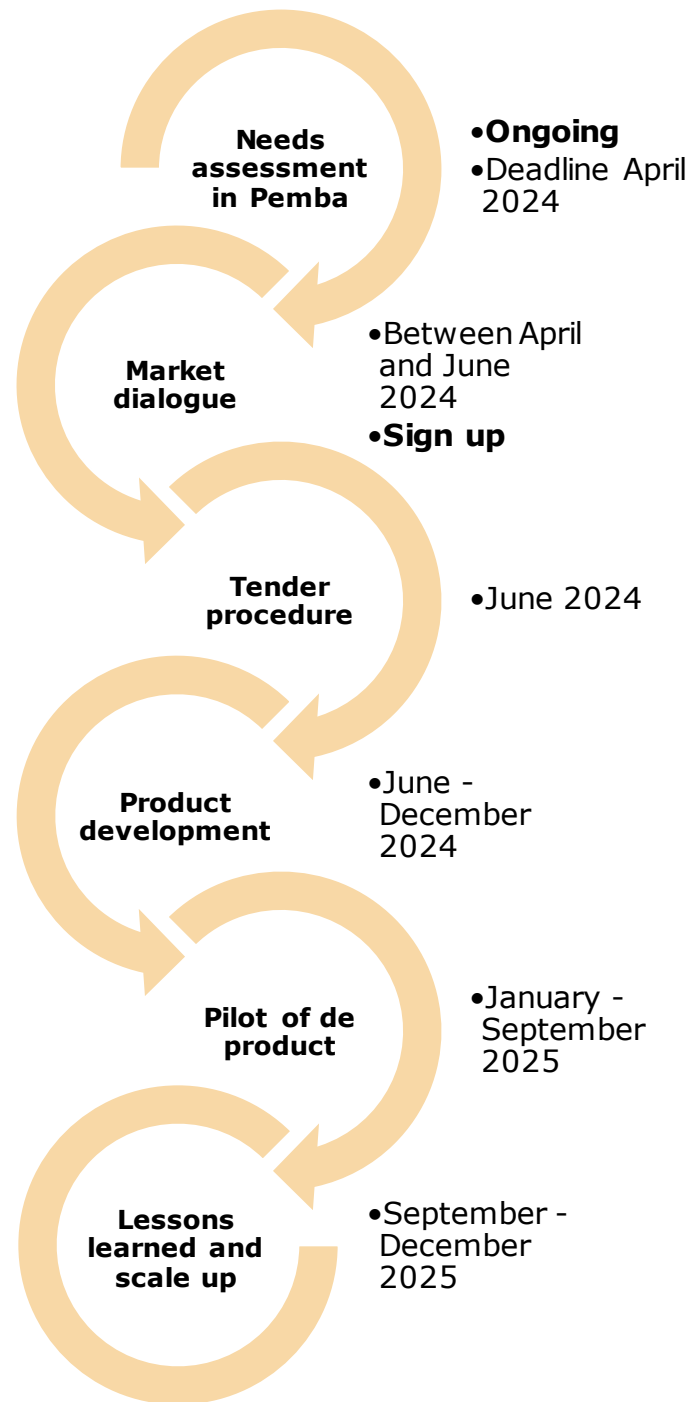 Needs
assessment
in Pemba
•Ongoing
•Deadline April
2024
Market
dialogue
•Between April
and June
2024
•Sign up
Tender
procedure
•June 2024
Product
development
•June -
December
2024
Pilot of de
product
•January -
September
2025
Lessons
learned and
scale up
•September -
December
2025